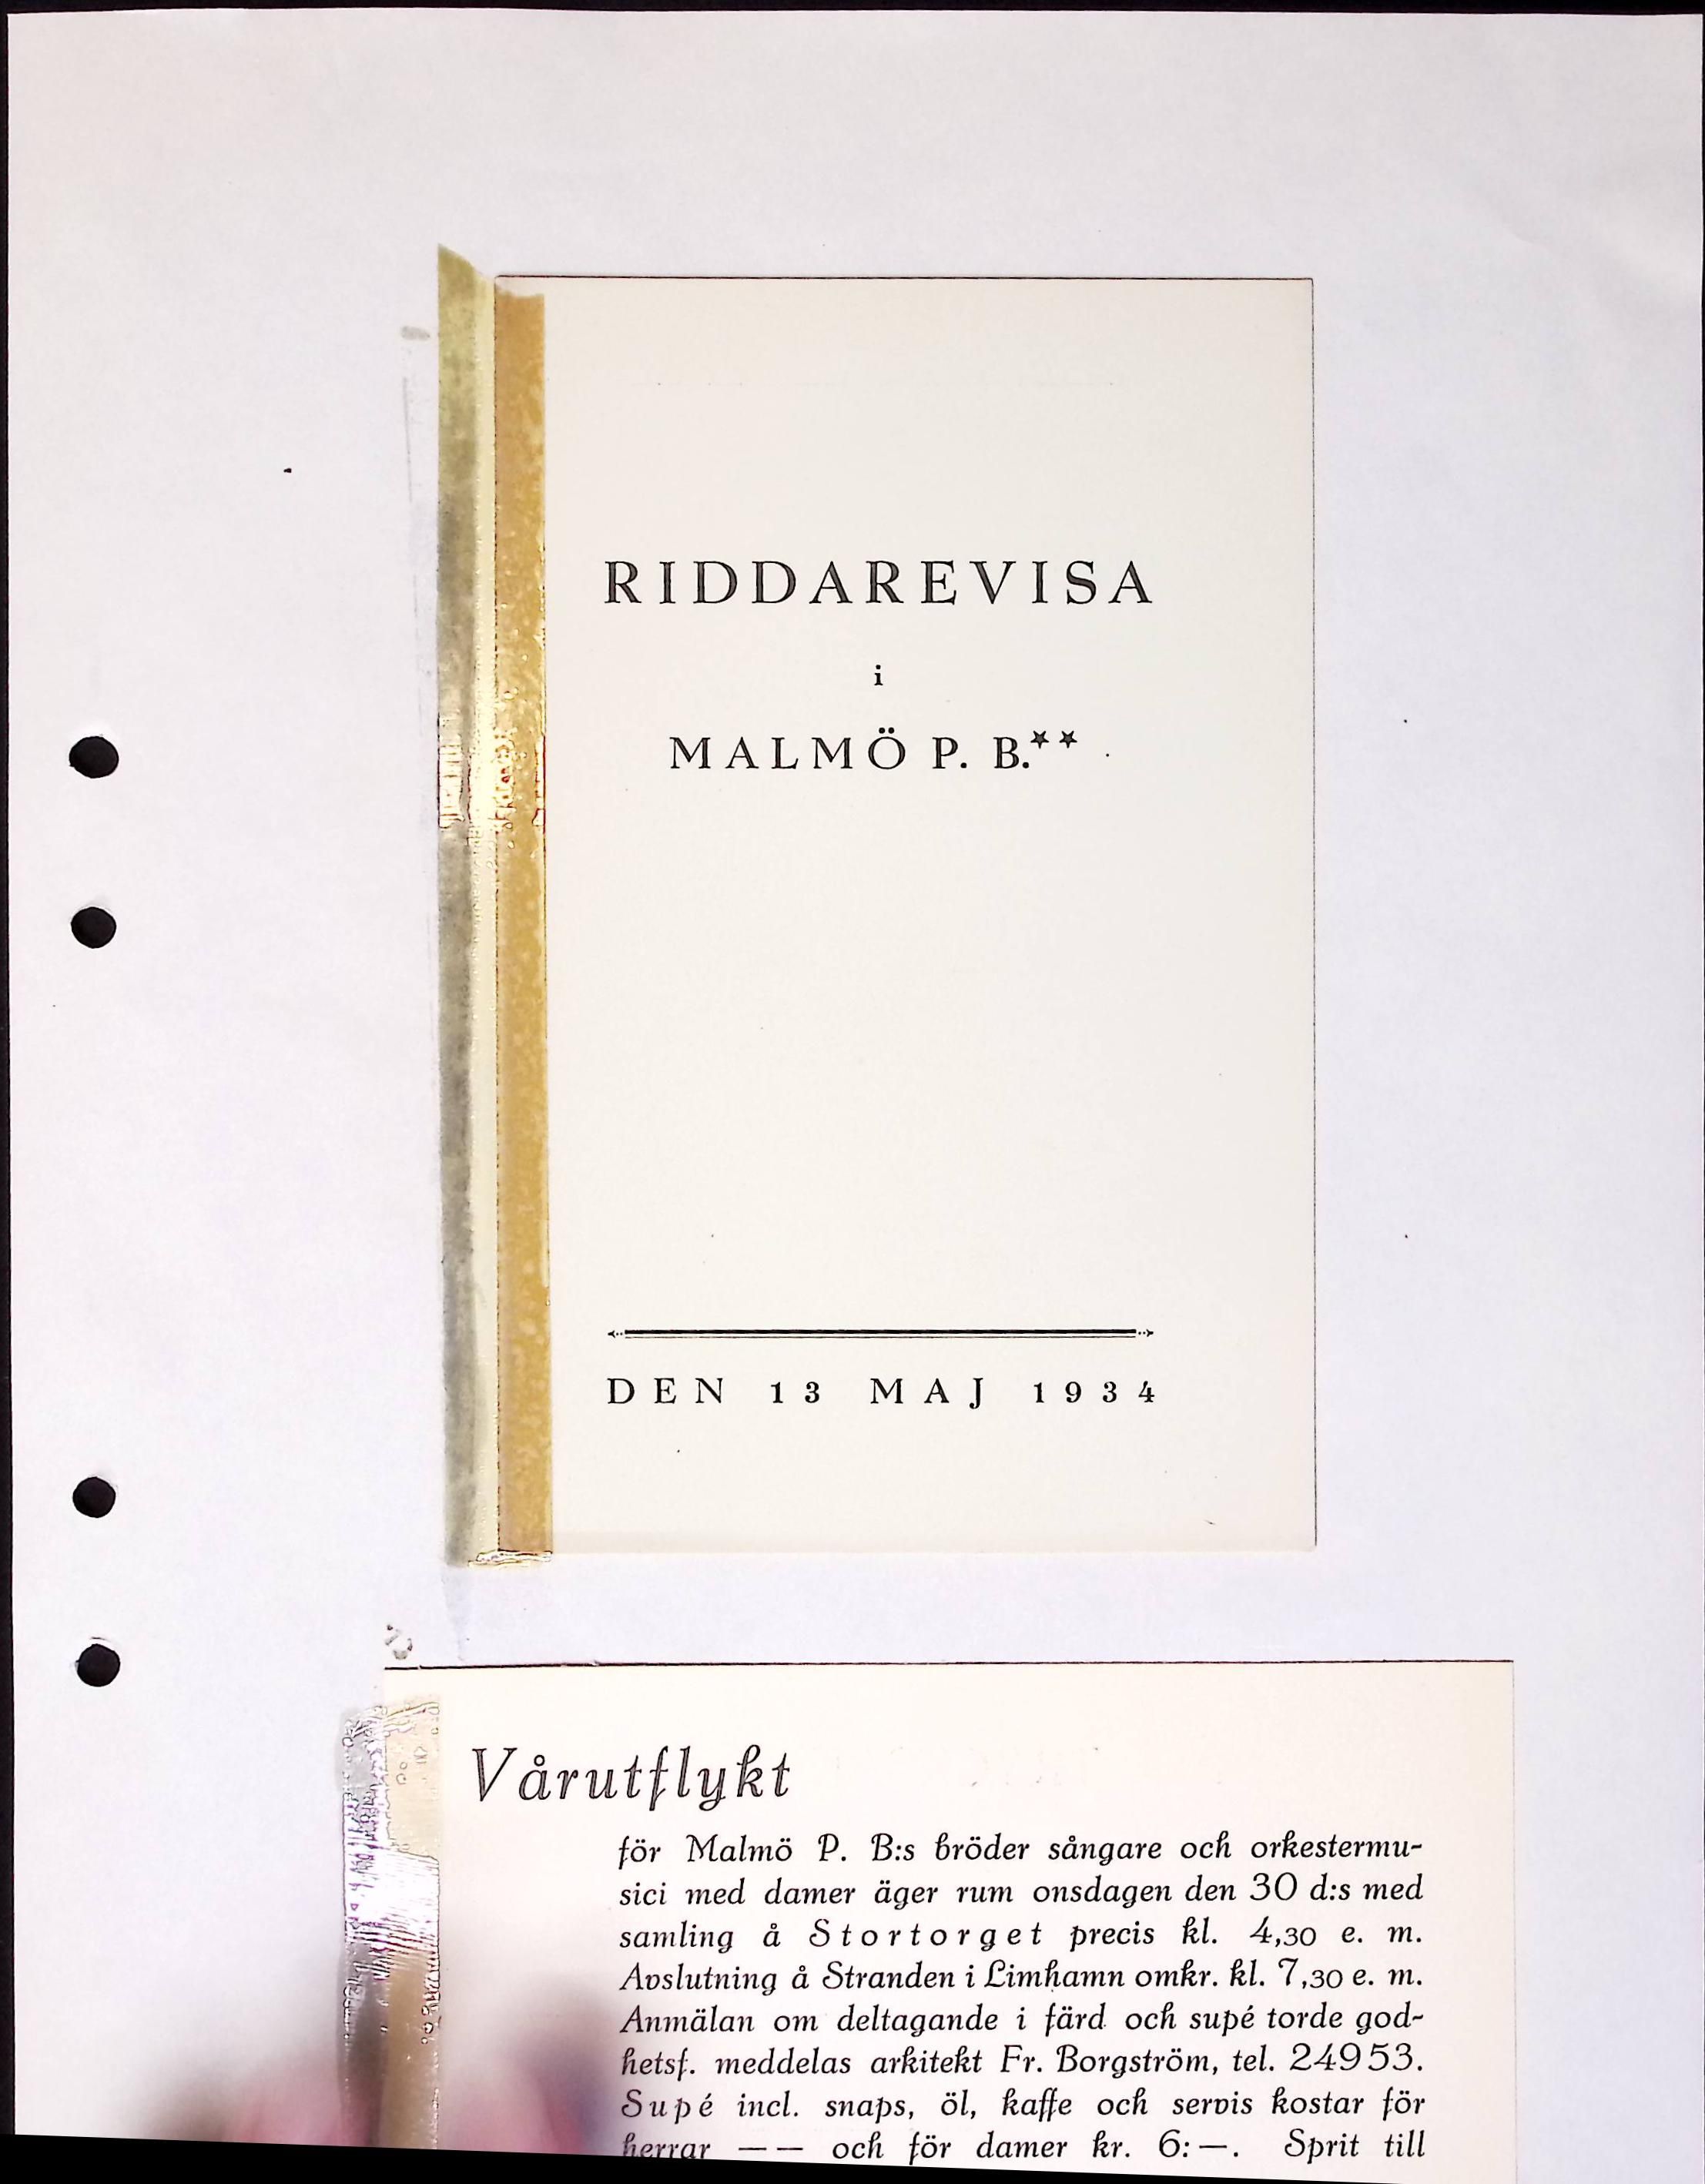 RIDDAREVISA
i
MALMÖ P. B.**
DEN 13 MAJ 1934
Vårutflykt
för Malmö P. B:s bröder sångare och orkestermu-
sici med damer äger rum onsdagen den 30 d:s med
samling å Stortorget precis kl. 4,30 e. m.
Avslutning å Stranden i Limhamn omkr. kl. 7,30 e. m.
Anmälan om deltagande i färd och supé torde god-
hetsf. meddelas arkitekt Fr. Borgström, tel. 24953.
Supé incl. snaps, öl, kaffe och servis kostar för
herrar — — och för damer kr. 6: —. Sprit till